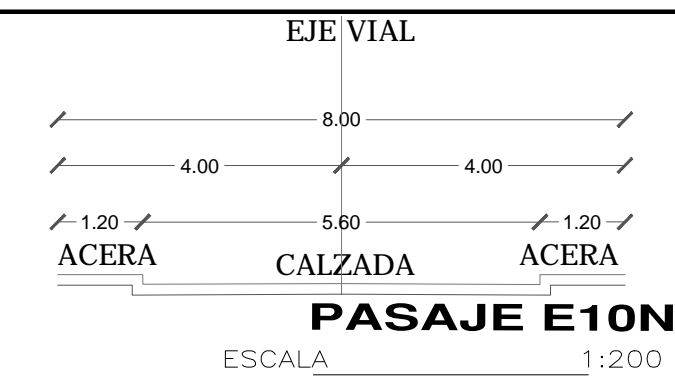 EJE VIAL
8.00
4.00 4.00
1.20 5.60 1.20
ACERA CALZADA ACERA
PASAJE E10N
ESCALA 1:200